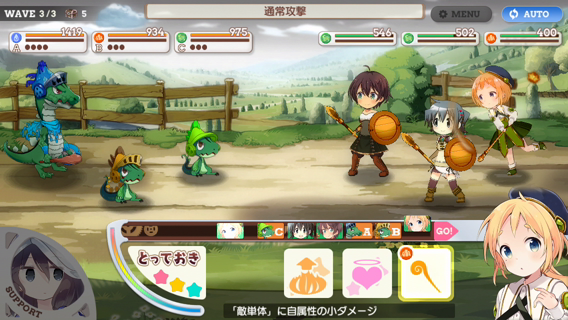 WAVE 3/3 5
通常攻撃
MENU
AUTO
1419
934
975
546
502
400
A
B
C
C
A
B
GO!
とっておき
SUPPORT
「敵単体」に自属性の小ダメージ